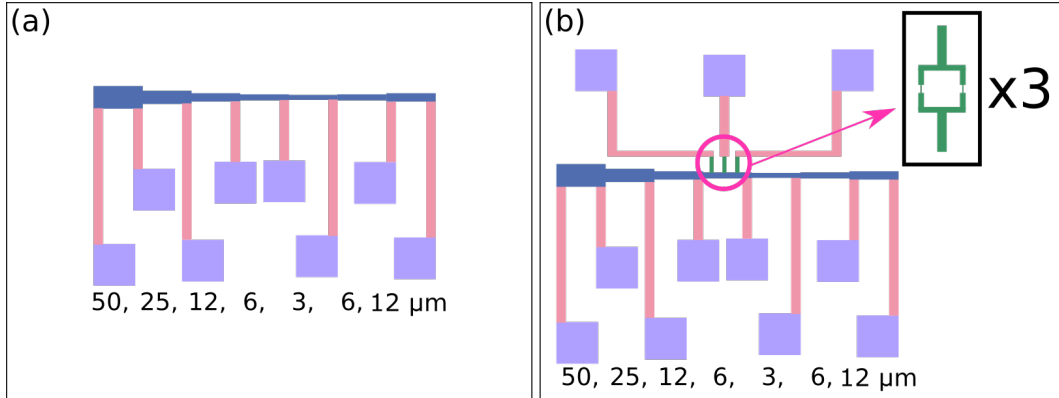 (a)
50, 25, 12, 6, 3, 6, 12 µm
(b)
x3
50, 25, 12, 6, 3, 6, 12 µm